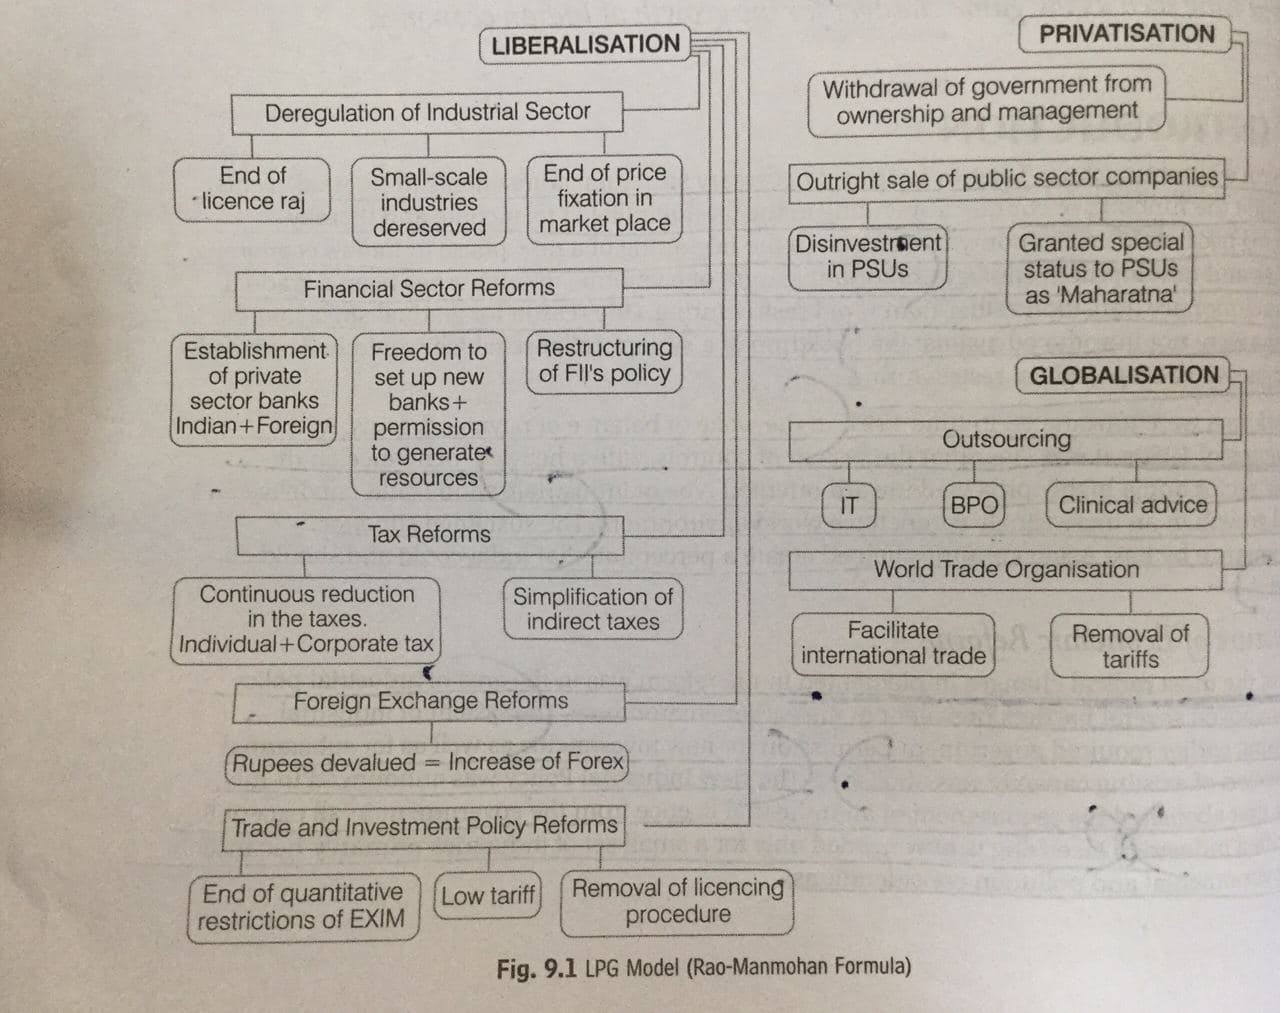 LIBERALISATION
Deregulation of Industrial Sector
End of
licence raj
Small-scale
industries
dereserved
End of price
fixation in
market place
Financial Sector Reforms
Establishment
of private
sector banks
Indian+Foreign
Freedom to
set up new
banks+
permission
to generate
resources
Restructuring
of FII's policy
Tax Reforms
Continuous reduction
in the taxes.
Individual+Corporate tax
Simplification of
indirect taxes
Foreign Exchange Reforms
Rupees devalued = Increase of Forex
Trade and Investment Policy Reforms
End of quantitative
restrictions of EXIM
Low tariff
Removal of licencing
procedure
PRIVATISATION
Withdrawal of government from
ownership and management
Outright sale of public sector companies
Disinvestment
in PSUs
Granted special
status to PSUs
as 'Maharatna'
GLOBALISATION
Outsourcing
IT
BPO
Clinical advice
World Trade Organisation
Facilitate
international trade
Removal of
tariffs
Fig. 9.1 LPG Model (Rao-Manmohan Formula)